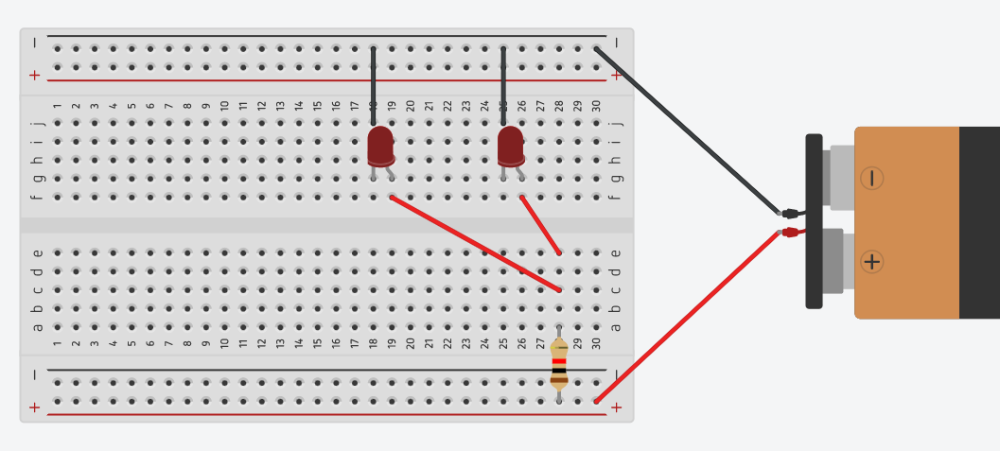 − −
+ +
1 2 3 4 5 6 7 8 9 10 11 12 13 14 15 16 17 18 19 20 21 22 23 24 25 26 27 28 29 30
j j
i i
h h
g g
f f
−
+
e e
d d
c c
b b
a a
1 2 3 4 5 6 7 8 9 10 11 12 13 14 15 16 17 18 19 20 21 22 23 24 25 26 27 28 29 30
− −
+ +